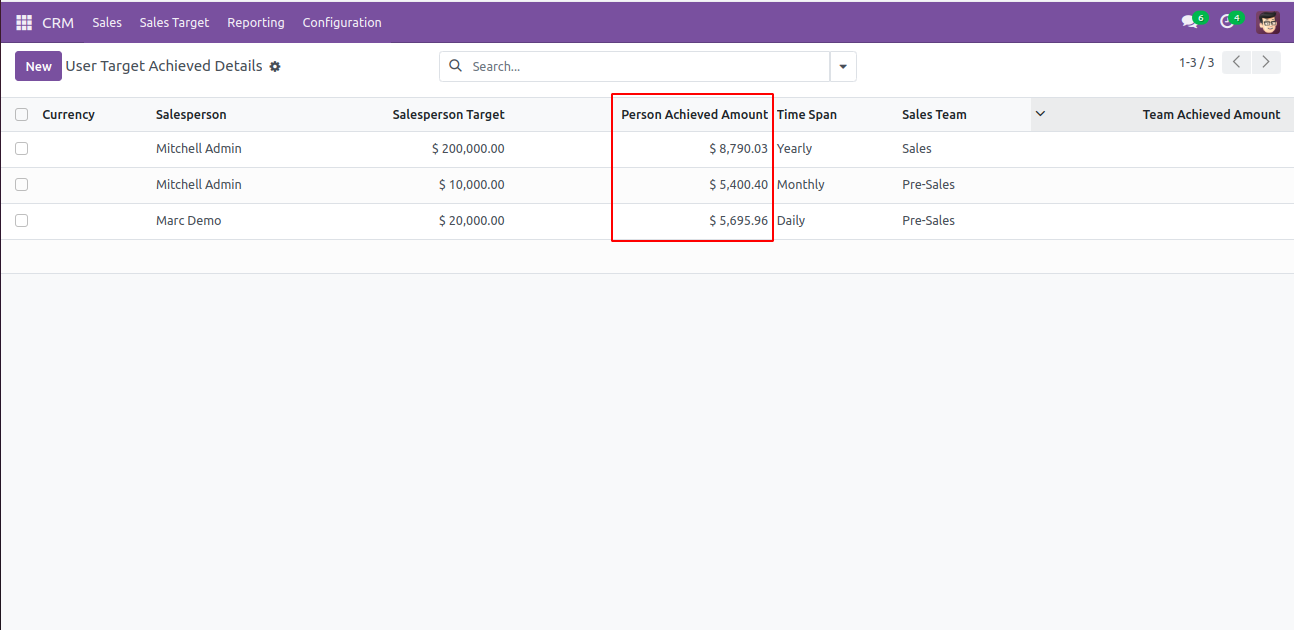 CRM Sales Sales Target Reporting Configuration 6 4
New User Target Achieved Details Search... 1-3 / 3
Currency Salesperson Salesperson Target Person Achieved Amount Time Span Sales Team Team Achieved Amount
Mitchell Admin $ 200,000.00 $ 8,790.03 Yearly Sales
Mitchell Admin $ 10,000.00 $ 5,400.40 Monthly Pre-Sales
Marc Demo $ 20,000.00 $ 5,695.96 Daily Pre-Sales